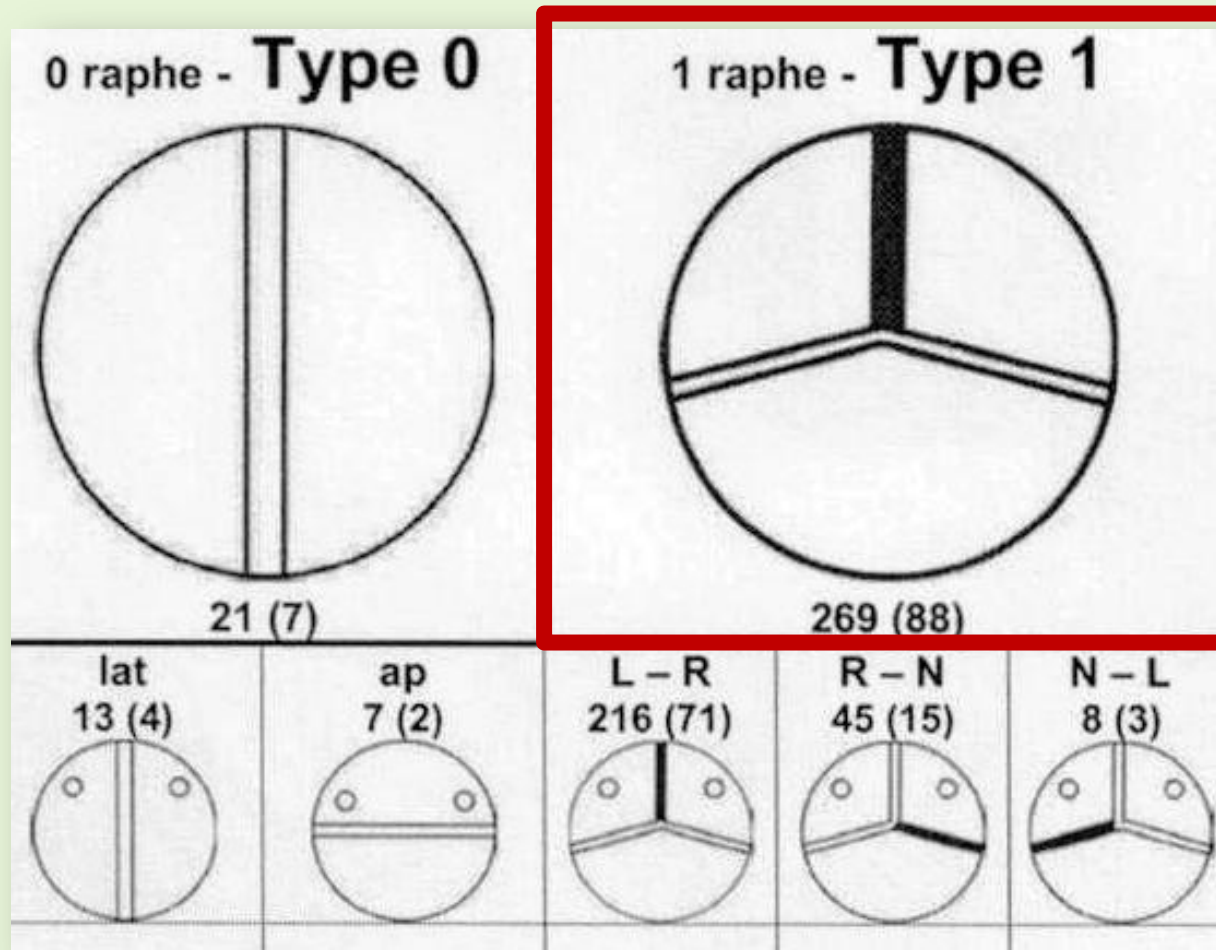 0 raphe - Type 0
1 raphe - Type 1
21 (7)
269 (88)
lat
13 (4)
ap
7 (2)
L – R
216 (71)
R – N
45 (15)
N – L
8 (3)